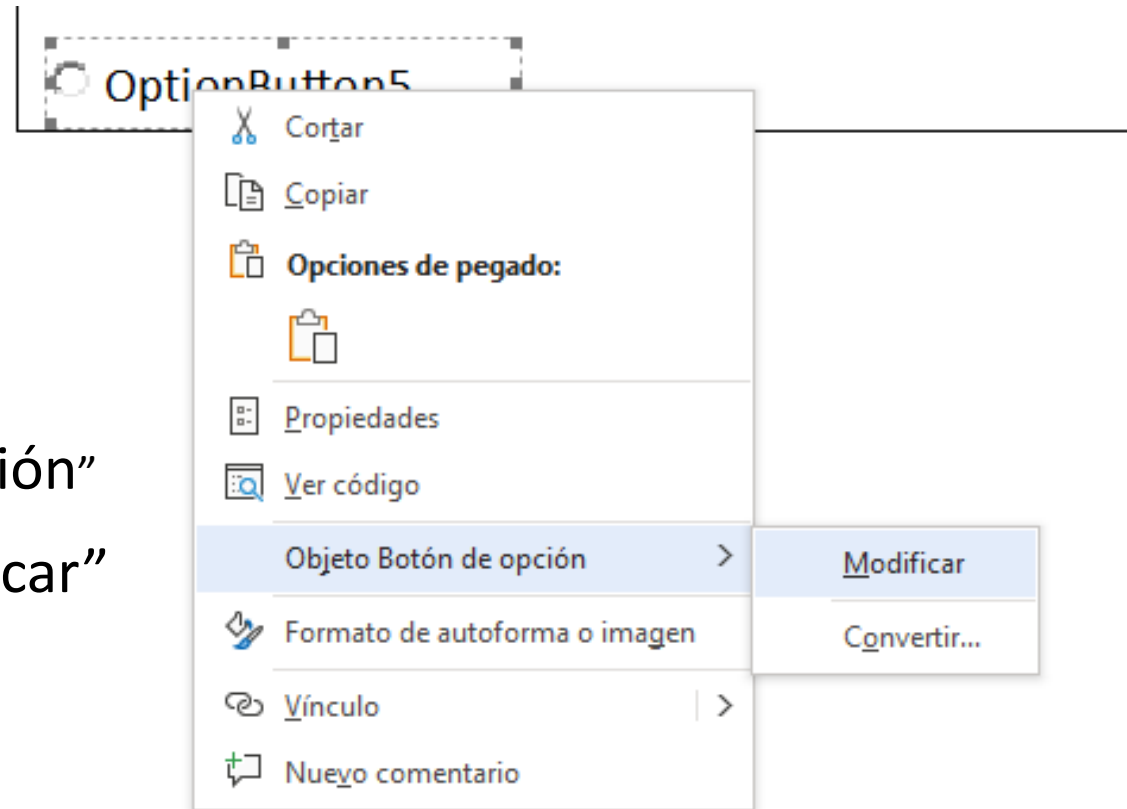 OptionButton5
Cortar
Copiar
Opciones de pegado:
Propiedades
ión”
Ver código
Objeto Botón de opción
Modificar
car”
Formato de autoforma o imagen
Convertir...
Vínculo
Nuevo comentario